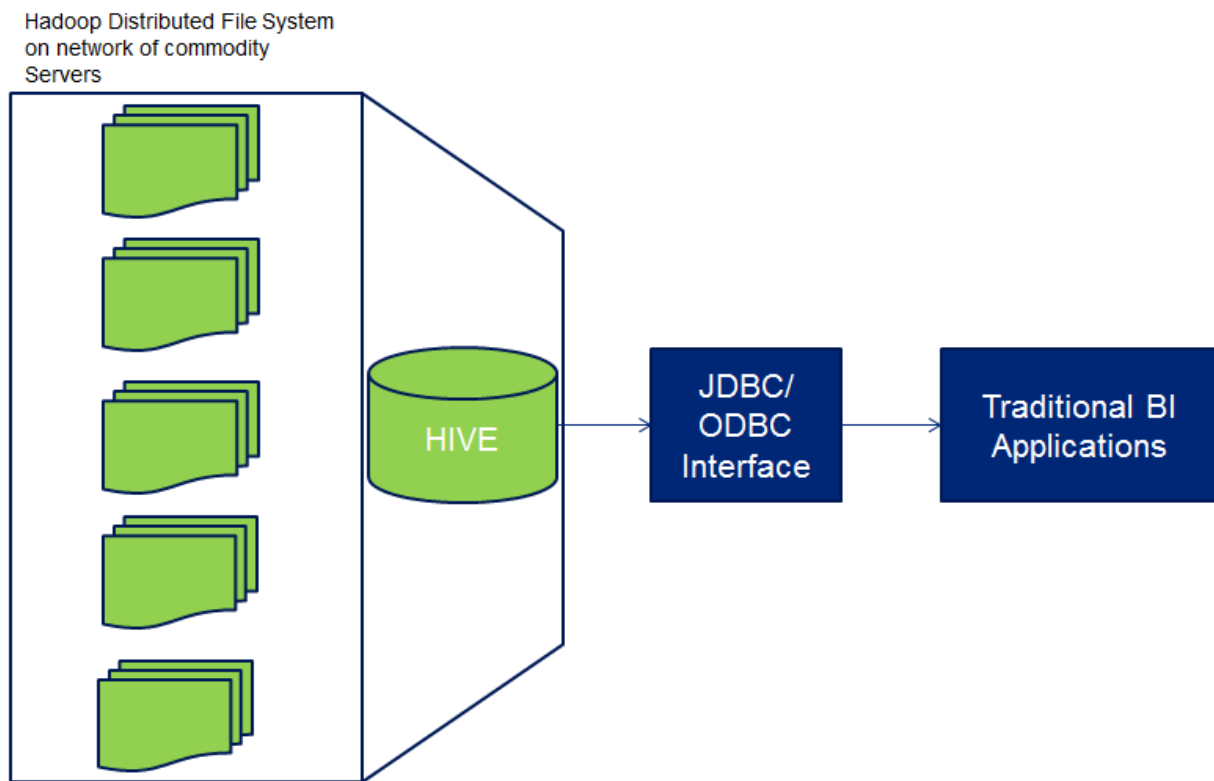 Hadoop Distributed File System
on network of commodity
Servers
HIVE
JDBC/
ODBC
Interface
Traditional BI
Applications